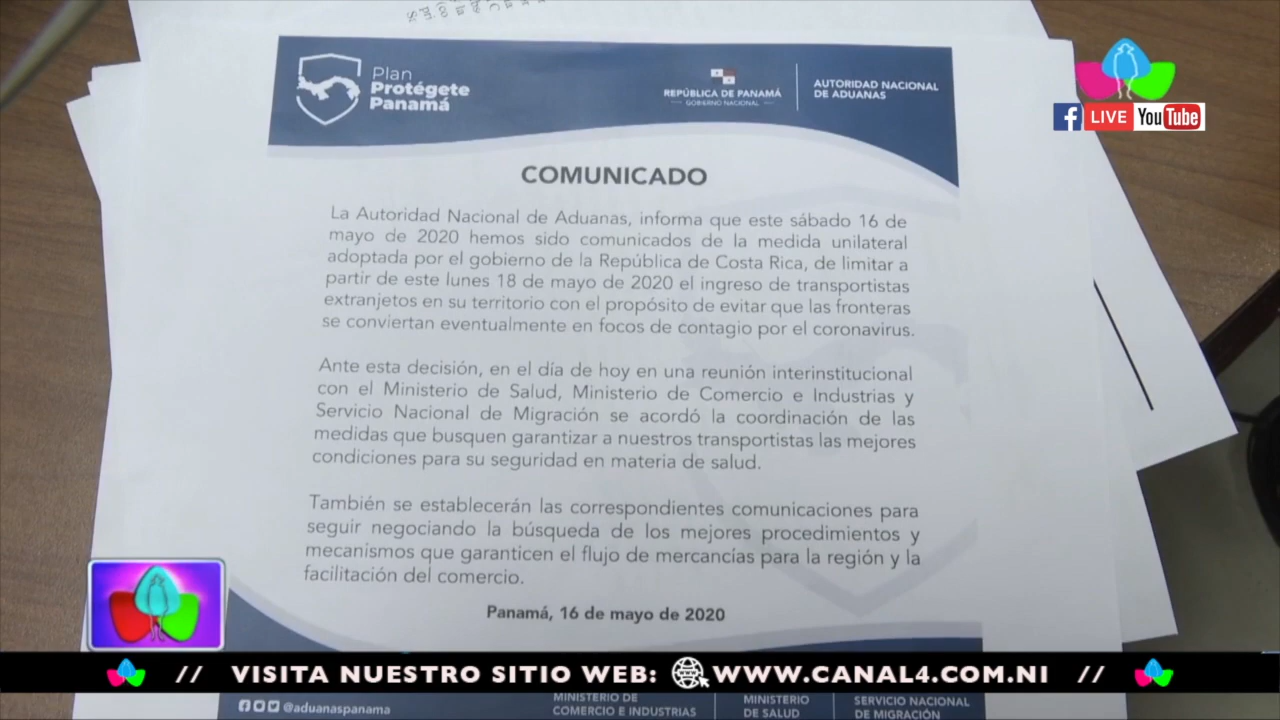 Plan
Protégete
Panamá
REPÚBLICA DE PANAMÁ
— GOBIERNO NACIONAL —
AUTORIDAD NACIONAL
DE ADUANAS
LIVE
YouTube
COMUNICADO
La Autoridad Nacional de Aduanas, informa que este sábado 16 de
mayo de 2020 hemos sido comunicados de la medida unilateral
adoptada por el gobierno de la República de Costa Rica, de limitar a
partir de este lunes 18 de mayo de 2020 el ingreso de transportistas
extranjetos en su territorio con el propósito de evitar que las fronteras
se conviertan eventualmente en focos de contagio por el coronavirus.
Ante esta decisión, en el día de hoy en una reunión interinstitucional
con el Ministerio de Salud, Ministerio de Comercio e Industrias y
Servicio Nacional de Migración se acordó la coordinación de las
medidas que busquen garantizar a nuestros transportistas las mejores
condiciones para su seguridad en materia de salud.
También se establecerán las correspondientes comunicaciones para
seguir negociando la búsqueda de los mejores procedimientos y
mecanismos que garanticen el flujo de mercancías para la región y la
facilitación del comercio.
Panamá, 16 de mayo de 2020
// VISITA NUESTRO SITIO WEB: WWW.CANAL4.COM.NI //
@aduanaspanama
MINISTERIO DE
COMERCIO E INDUSTRIAS
MINISTERIO
DE SALUD
SERVICIO NACIONAL
DE MIGRACIÓN